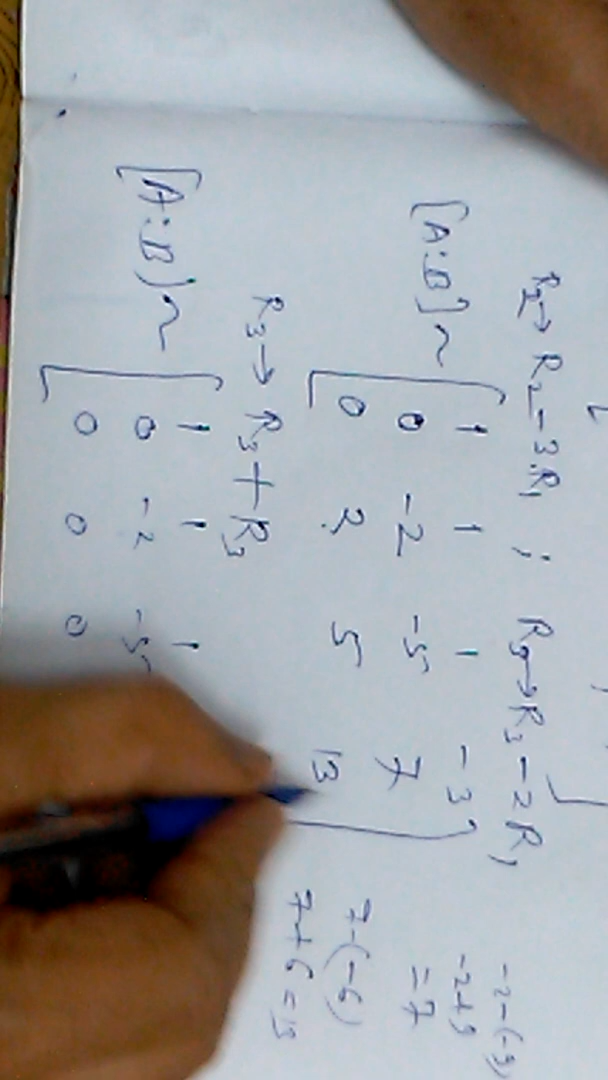 R2→R2-3R1 ; R3→R3-2R1
[A:B] ~ [ 1 1 1 -3
0 -2 -5 7
0 2 5 13 ]
R3→R3+R3
[A:B] ~ [ 1 1 1
0 -2 -5
0 0 0
-2-(-9)
-2+9
=7
7-(-6)
7+6=13